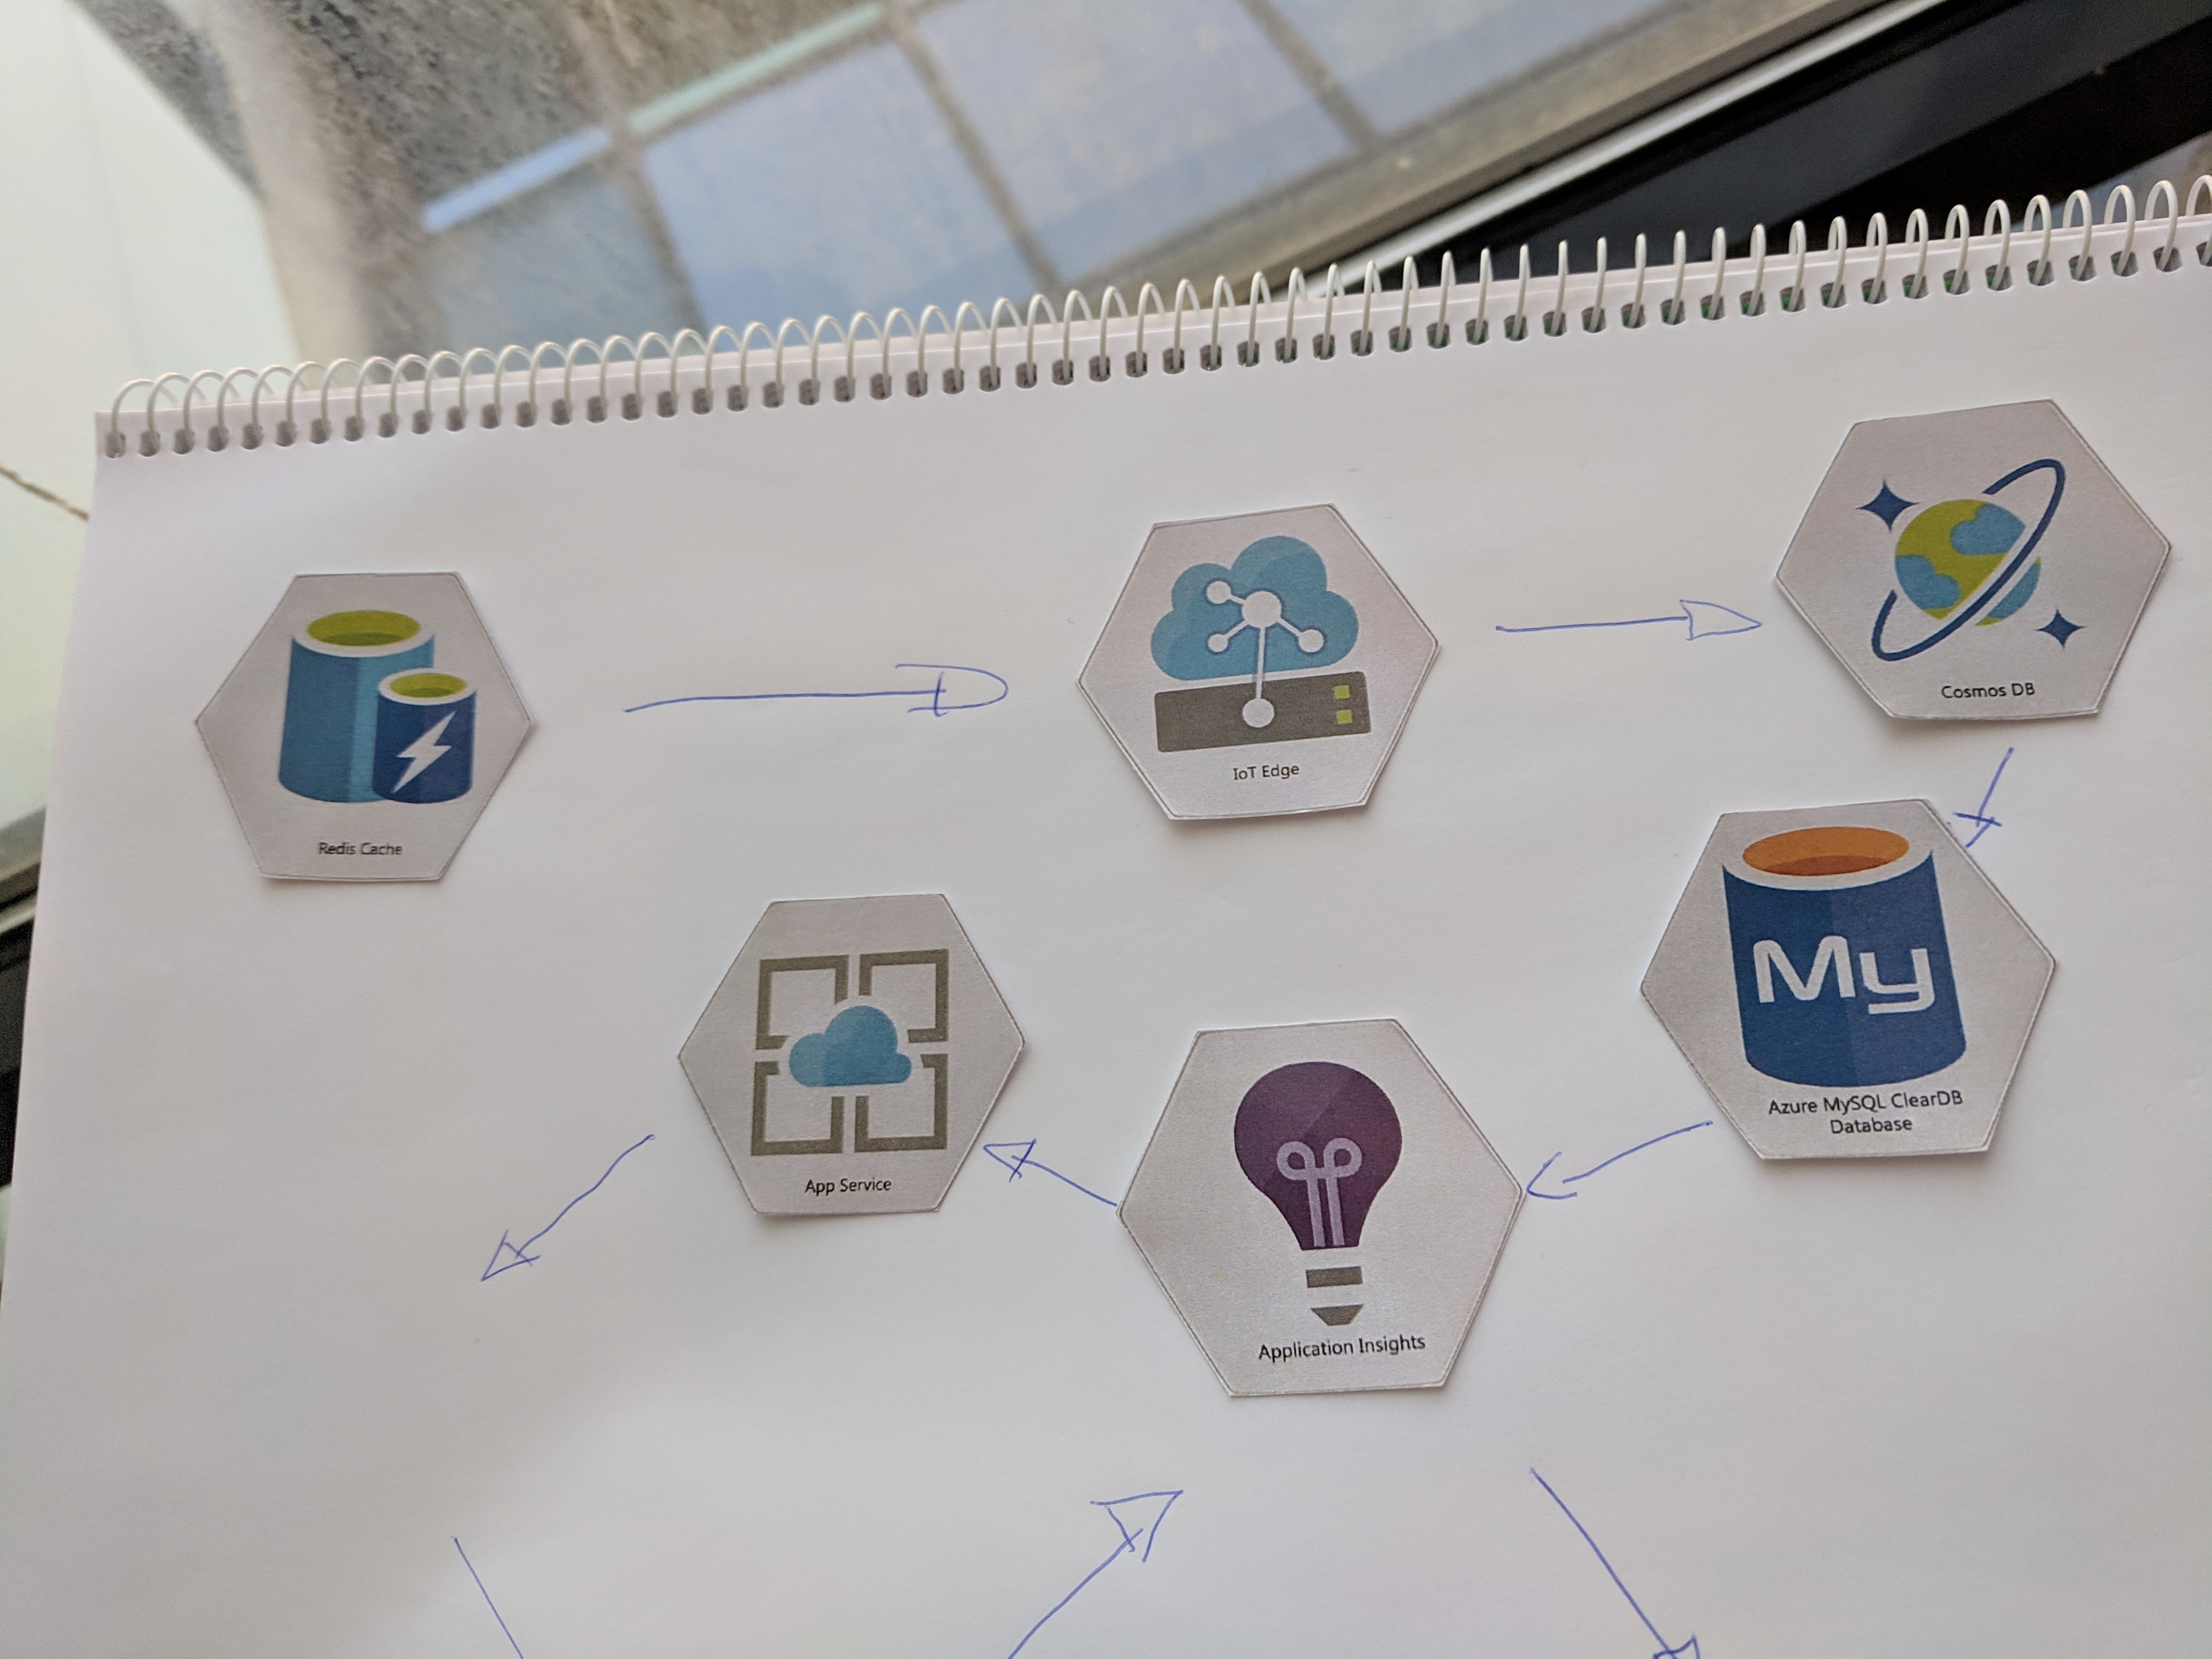 Cosmos DB
IoT Edge
Redis Cache
My
Azure MySQL ClearDB
Database
App Service
Application Insights